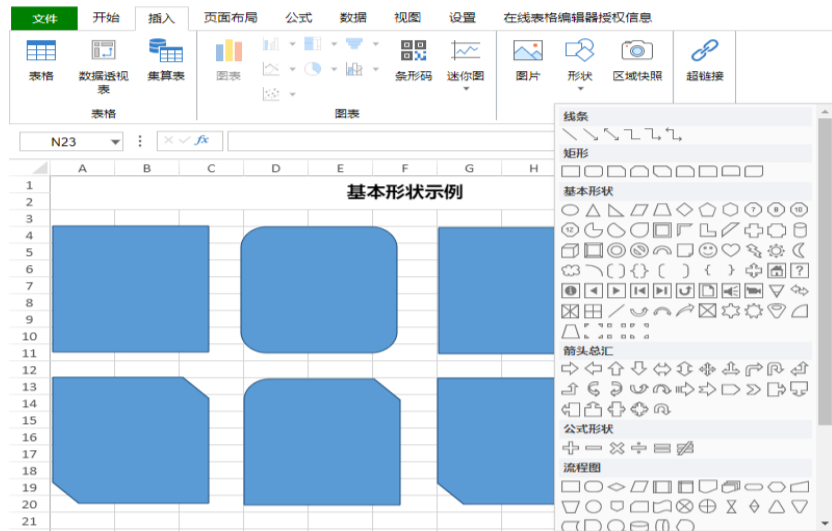 文件 开始 插入 页面布局 公式 数据 视图 设置 在线表格编辑器授权信息
表格 数据透视表 集算表 图表 条形码 迷你图 图片 形状 区域快照 超链接
表格 图表
线条
N23 fx
矩形
A B C D E F G H
基本形状
1 基本形状示例
2
3
4
5
6
7
8
9
10
11
箭头总汇
12
13
14
15
16
公式形状
17
18
流程图
19
20
21